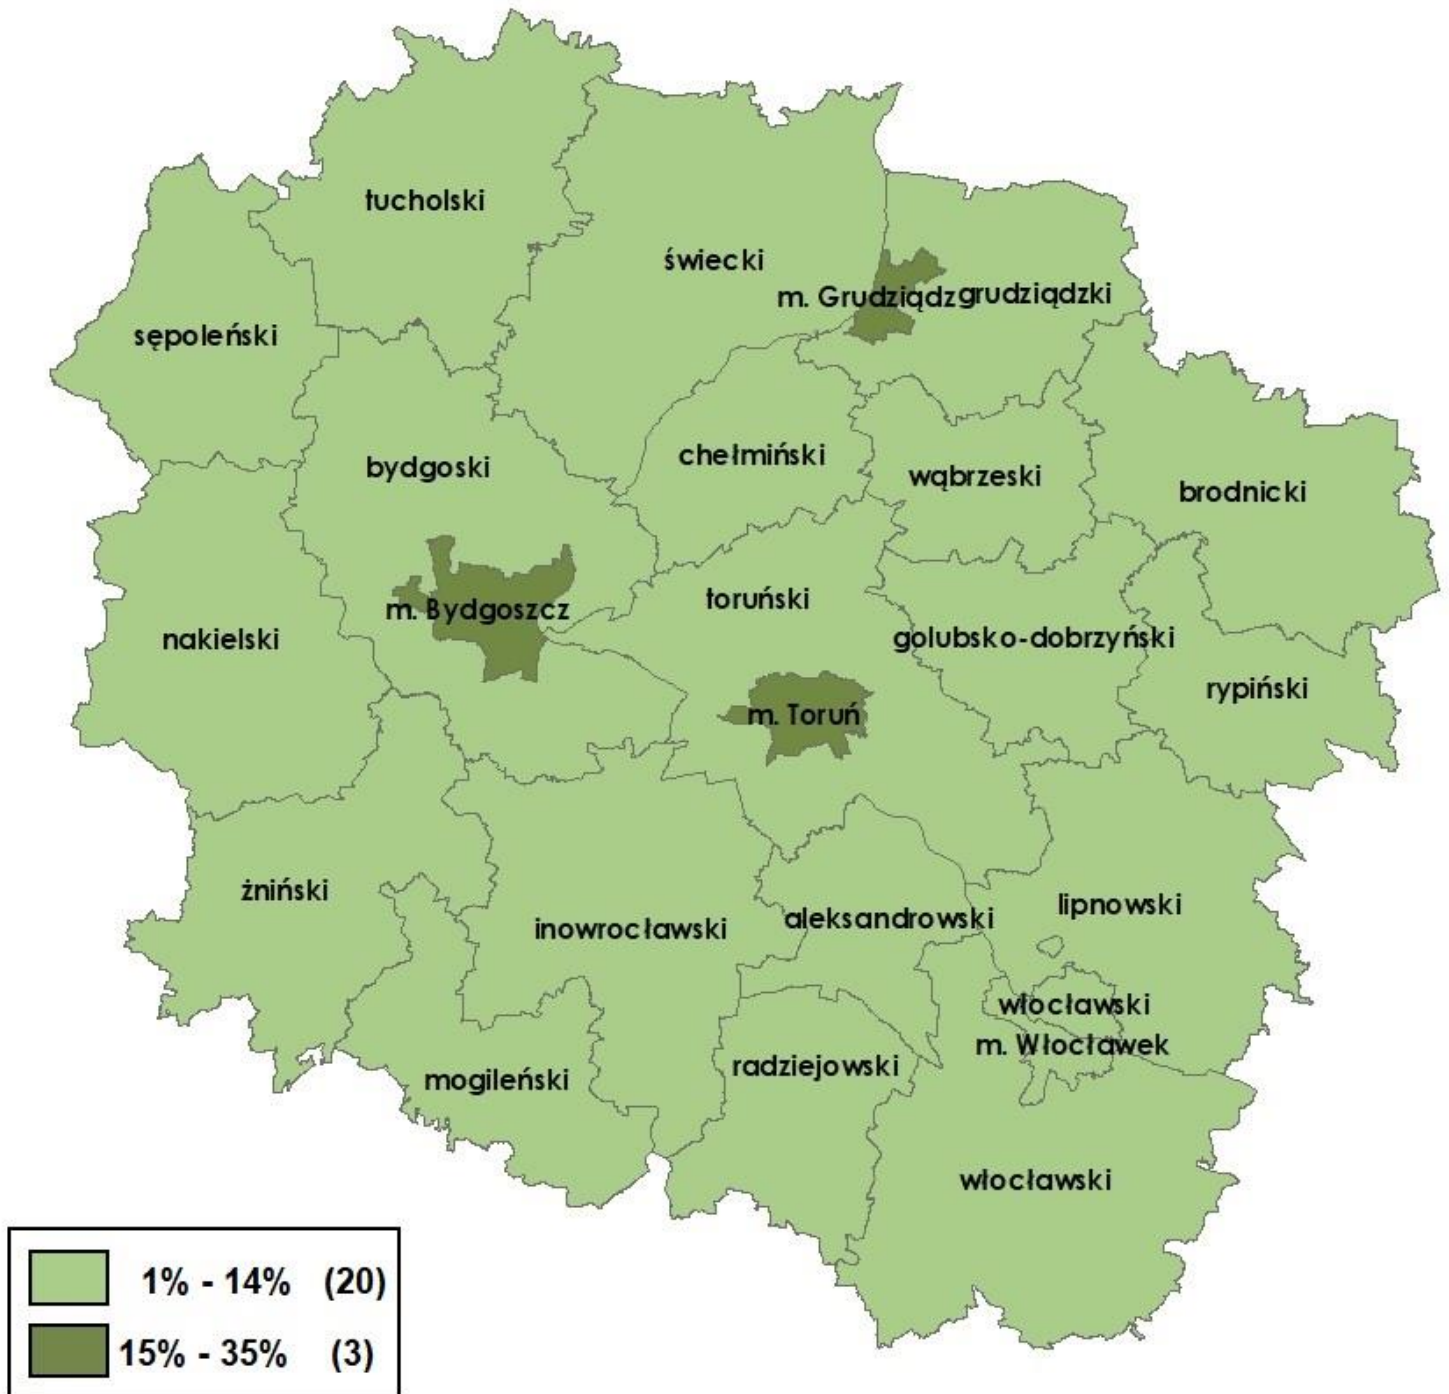 tucholski
świecki
m. Grudziądz
grudziądzki
sępoleński
bydgoski
chełmiński
wąbrzeski
brodnicki
m. Bydgoszcz
toruński
nakielski
golubsko-dobrzyński
rypiński
m. Toruń
żniński
inowrocławski
aleksandrowski
lipnowski
włocławski
m. Włocławek
mogileński
radziejowski
włocławski
1% - 14% (20)
15% - 35% (3)